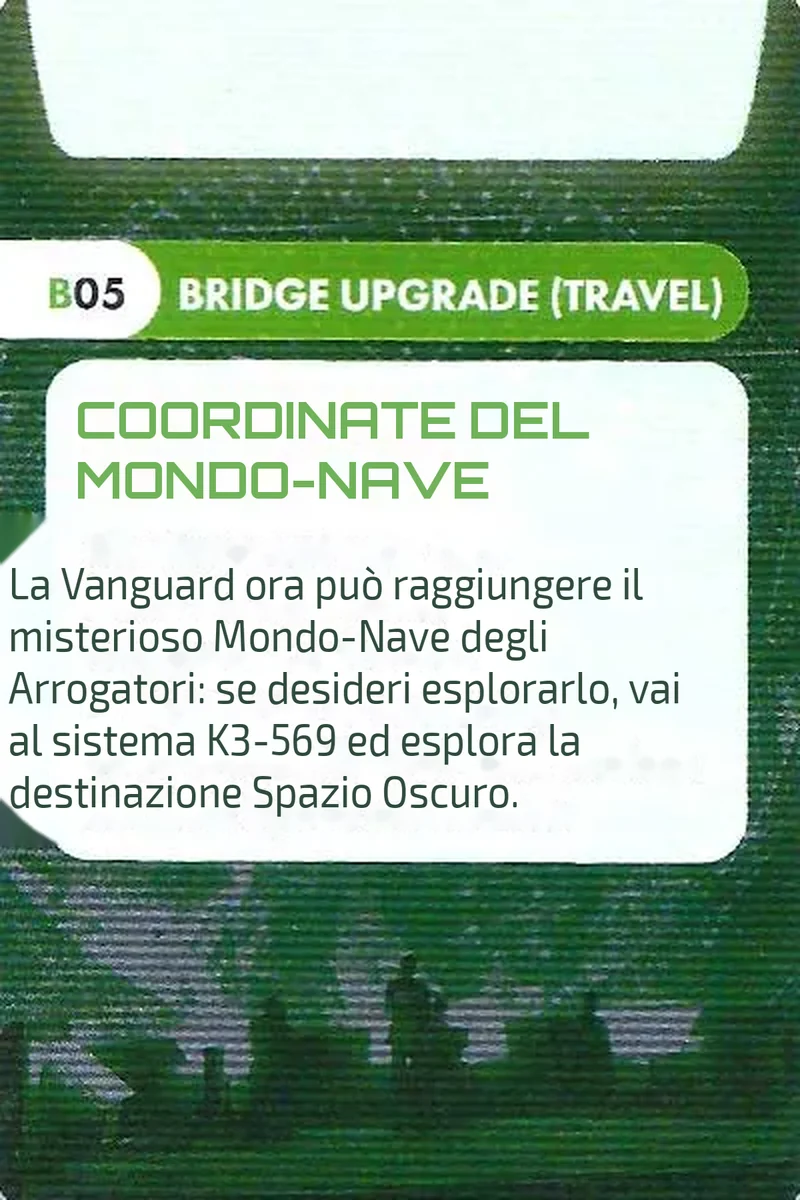 B05 BRIDGE UPGRADE (TRAVEL)
COORDINATE DEL
MONDO-NAVE
La Vanguard ora può raggiungere il
misterioso Mondo-Nave degli
Arrogatori: se desideri esplorarlo, vai
al sistema K3-569 ed esplora la
destinazione Spazio Oscuro.